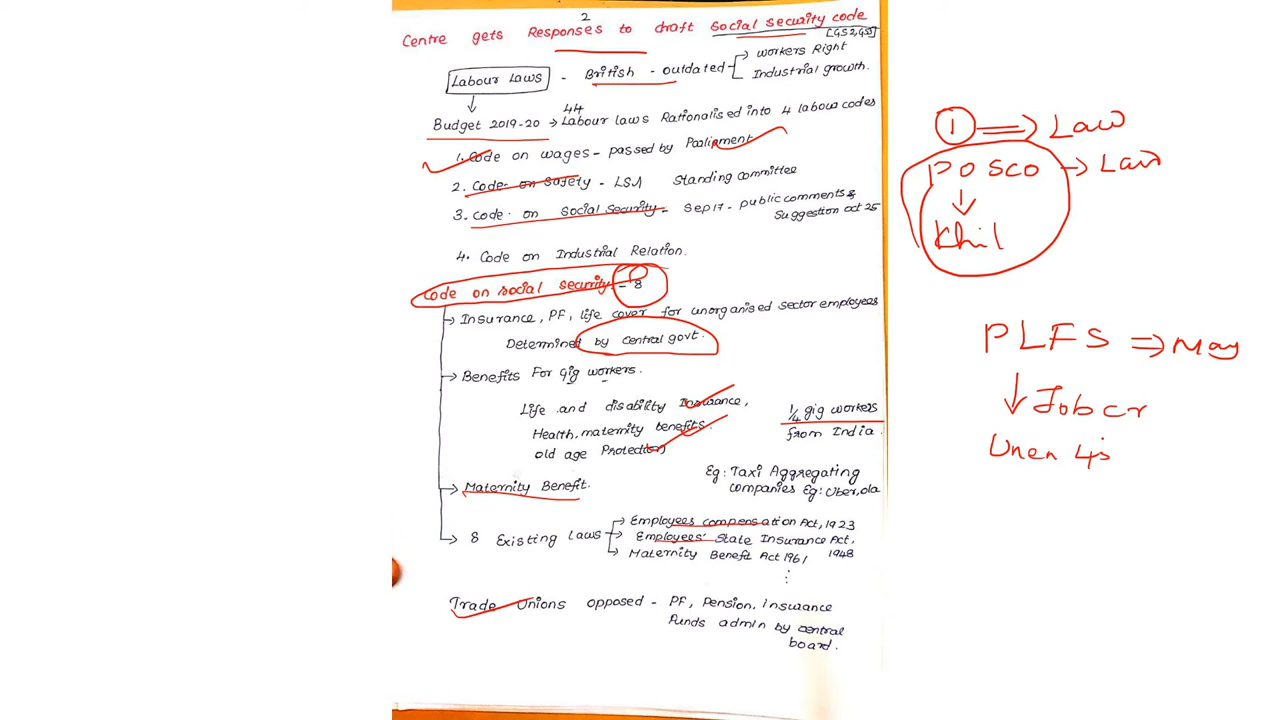 2
Centre gets Responses to draft Social security code
[GS2,GS3]
Labour Laws - British - outdated - workers Right
Industrial growth.
44
Budget 2019-20 → Labour laws Rationalised into 4 labour codes
1. Code on wages - passed by Parliament
2. Code on Safety - LSA Standing committee
3. Code on Social Security - Sep 17 - public comments &
Suggestion Oct 25
4. Code on Industrial Relation.
Code on social security - 8
→ Insurance, PF, life cover for unorganised sector employees
Determined by central govt.
→ Benefits For gig workers.
Life and disability Insurance,
Health, maternity benefits.
old age Protection
1/4 gig workers
from India.
Eg: Taxi Aggregating
companies Eg: Uber, ola
→ Maternity Benefit.
→ 8 Existing laws → Employees compensation Act, 1923
→ Employees' State Insurance Act, 1948
→ Maternity Benefit Act 1961
Trade Unions opposed - PF, Pension, Insurance
Funds admin by central
board.
1 ⇒ Law
POSCO → Law
↓
Khil
PLFS ⇒ May
↓ Job cr
Unen 4s